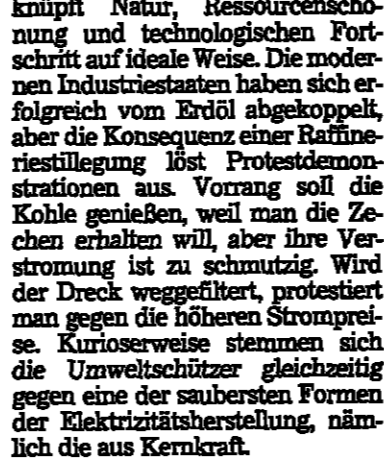 knüpft Natur, Ressourcenscho-
nung und technologischen Fort-
schritt auf ideale Weise. Die moder-
nen Industriestaaten haben sich er-
folgreich vom Erdöl abgekoppelt,
aber die Konsequenz einer Raffine-
riestillegung löst Protestdemon-
strationen aus. Vorrang soll die
Kohle genießen, weil man die Ze-
chen erhalten will, aber ihre Ver-
stromung ist zu schmutzig. Wird
der Dreck weggefiltert, protestiert
man gegen die höheren Strompreis-
se. Kurioserweise stemmen sich
die Umweltschützer gleichzeitig
gegen eine der saubersten Formen
der Elektrizitätsherstellung, näm-
lich die aus Kernkraft.